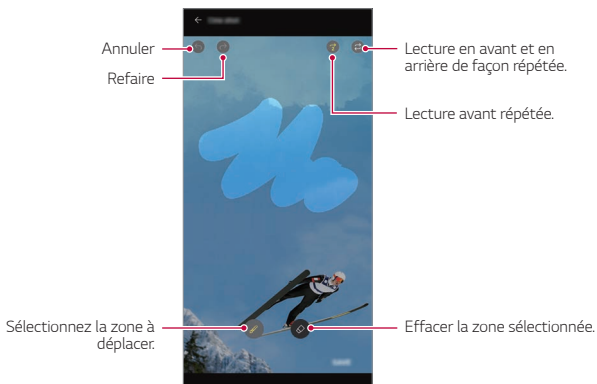 Annuler
Refaire
Lecture en avant et en
arrière de façon répétée.
Lecture avant répétée.
Sélectionnez la zone à
déplacer.
Effacer la zone sélectionnée.